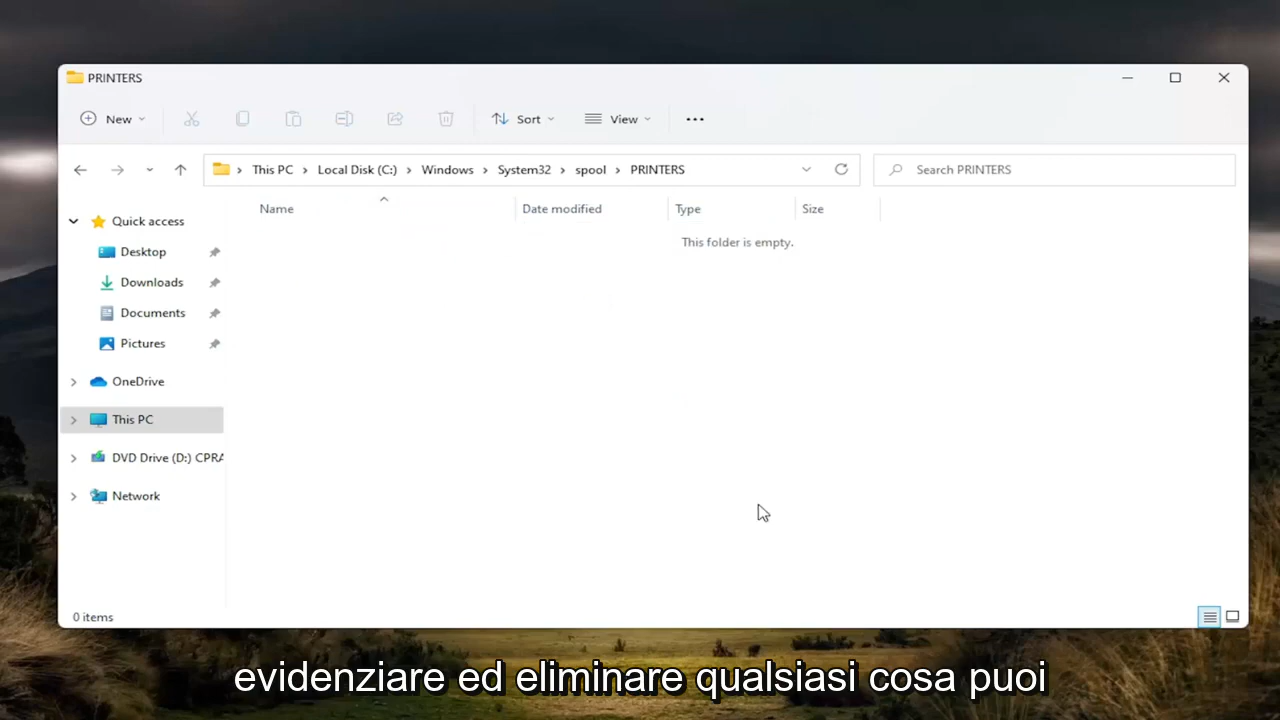 PRINTERS
New
Sort
View
This PC
Local Disk (C:)
Windows
System32
spool
PRINTERS
Search PRINTERS
Name
Date modified
Type
Size
This folder is empty.
Quick access
Desktop
Downloads
Documents
Pictures
OneDrive
This PC
DVD Drive (D:) CPRA
Network
0 items
evidenziare ed eliminare qualsiasi cosa puoi